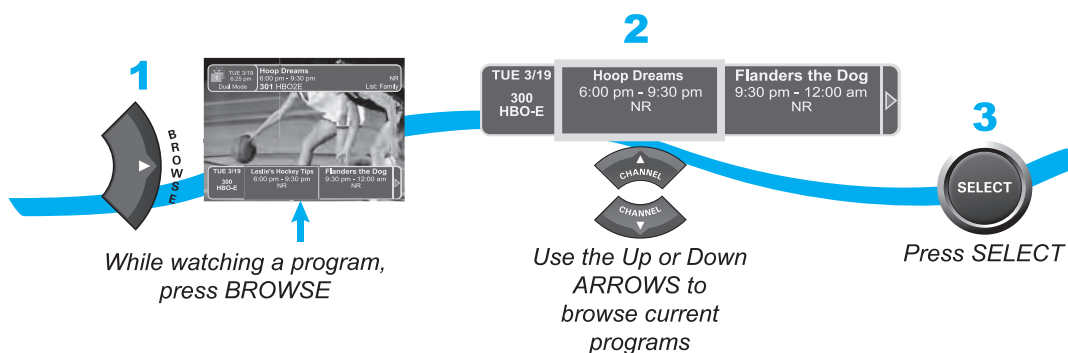 1
BROWSE
TUE 3/19
6:25 pm
Dual Mode
Hoop Dreams
6:00 pm - 9:30 pm
NR
301 HBO2E
List: Family
TUE 3/19
300
HBO-E
Leslie's Hockey Tips
6:00 pm - 9:30 pm
NR
Flanders the Dog
9:30 pm - 12:00 am
NR
While watching a program,
press BROWSE
2
TUE 3/19
300
HBO-E
Hoop Dreams
6:00 pm - 9:30 pm
NR
Flanders the Dog
9:30 pm - 12:00 am
NR
CHANNEL
CHANNEL
Use the Up or Down
ARROWS to
browse current
programs
3
SELECT
Press SELECT